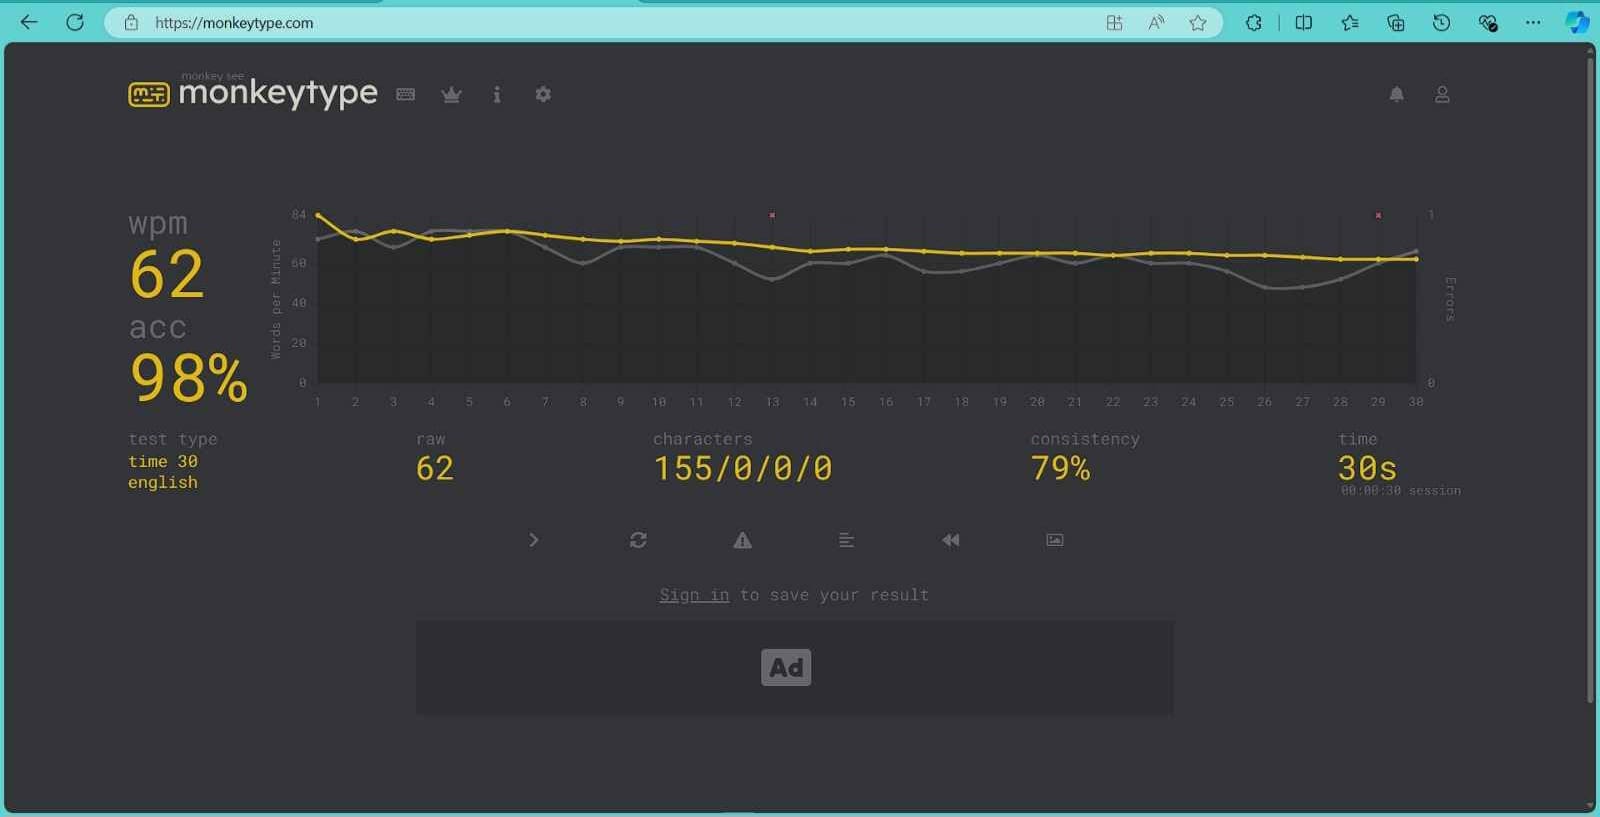 https://monkeytype.com
monkey see
monkeytype
wpm
62
acc
98%
Words per Minute
84
60
40
20
0
1
0
Errors
1 2 3 4 5 6 7 8 9 10 11 12 13 14 15 16 17 18 19 20 21 22 23 24 25 26 27 28 29 30
test type
time 30
english
raw
62
characters
155/0/0/0
consistency
79%
time
30s
00:00:30 session
Sign in to save your result
Ad